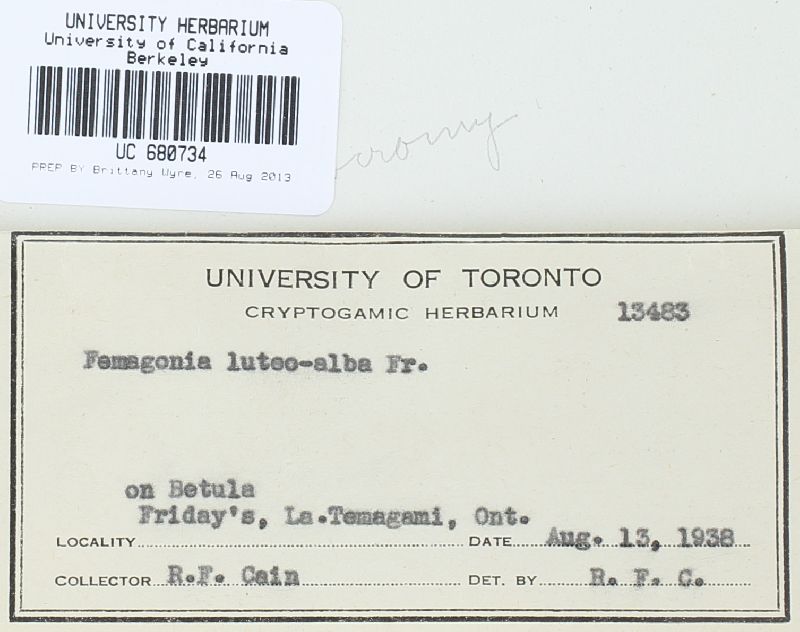 UNIVERSITY HERBARIUM
University of California
Berkeley
UC 680734
PREP BY Brittany Wyre, 26 Aug 2013
UNIVERSITY OF TORONTO
CRYPTOGAMIC HERBARIUM 13483
Femsgonia luteo-alba Fr.
on Betula
Friday's, La.Temagami, Ont.
LOCALITY DATE Aug. 13, 1938
COLLECTOR R.F. Cain DET. BY R. F. C.